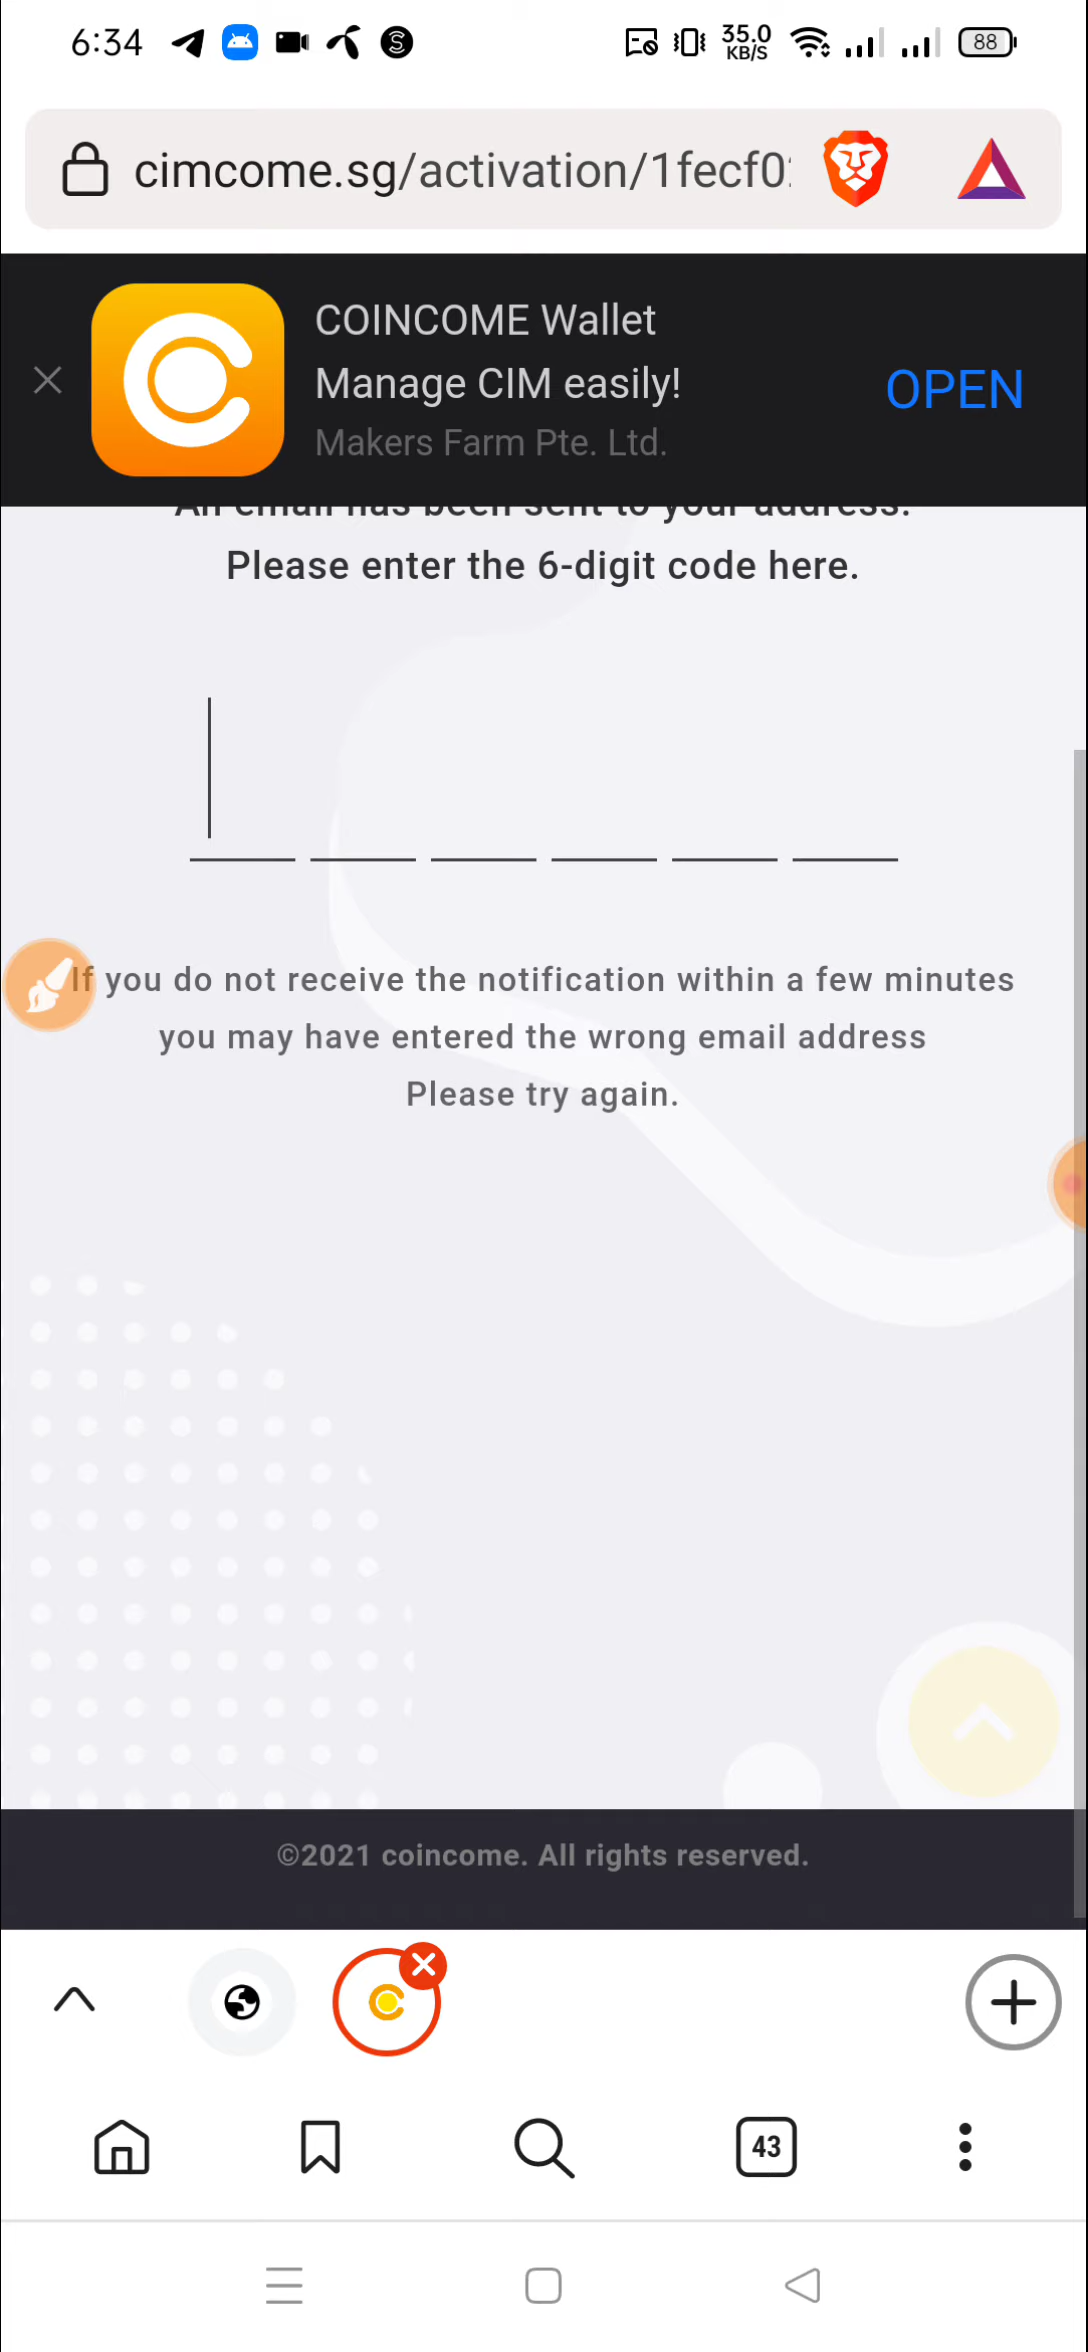 6:34
35.0
KB/S
88
cimcome.sg/activation/1fecf0
COINCOME Wallet
Manage CIM easily!
OPEN
Makers Farm Pte. Ltd.
An email has been sent to your address.
Please enter the 6-digit code here.
If you do not receive the notification within a few minutes
you may have entered the wrong email address
Please try again.
©2021 coincome. All rights reserved.
43